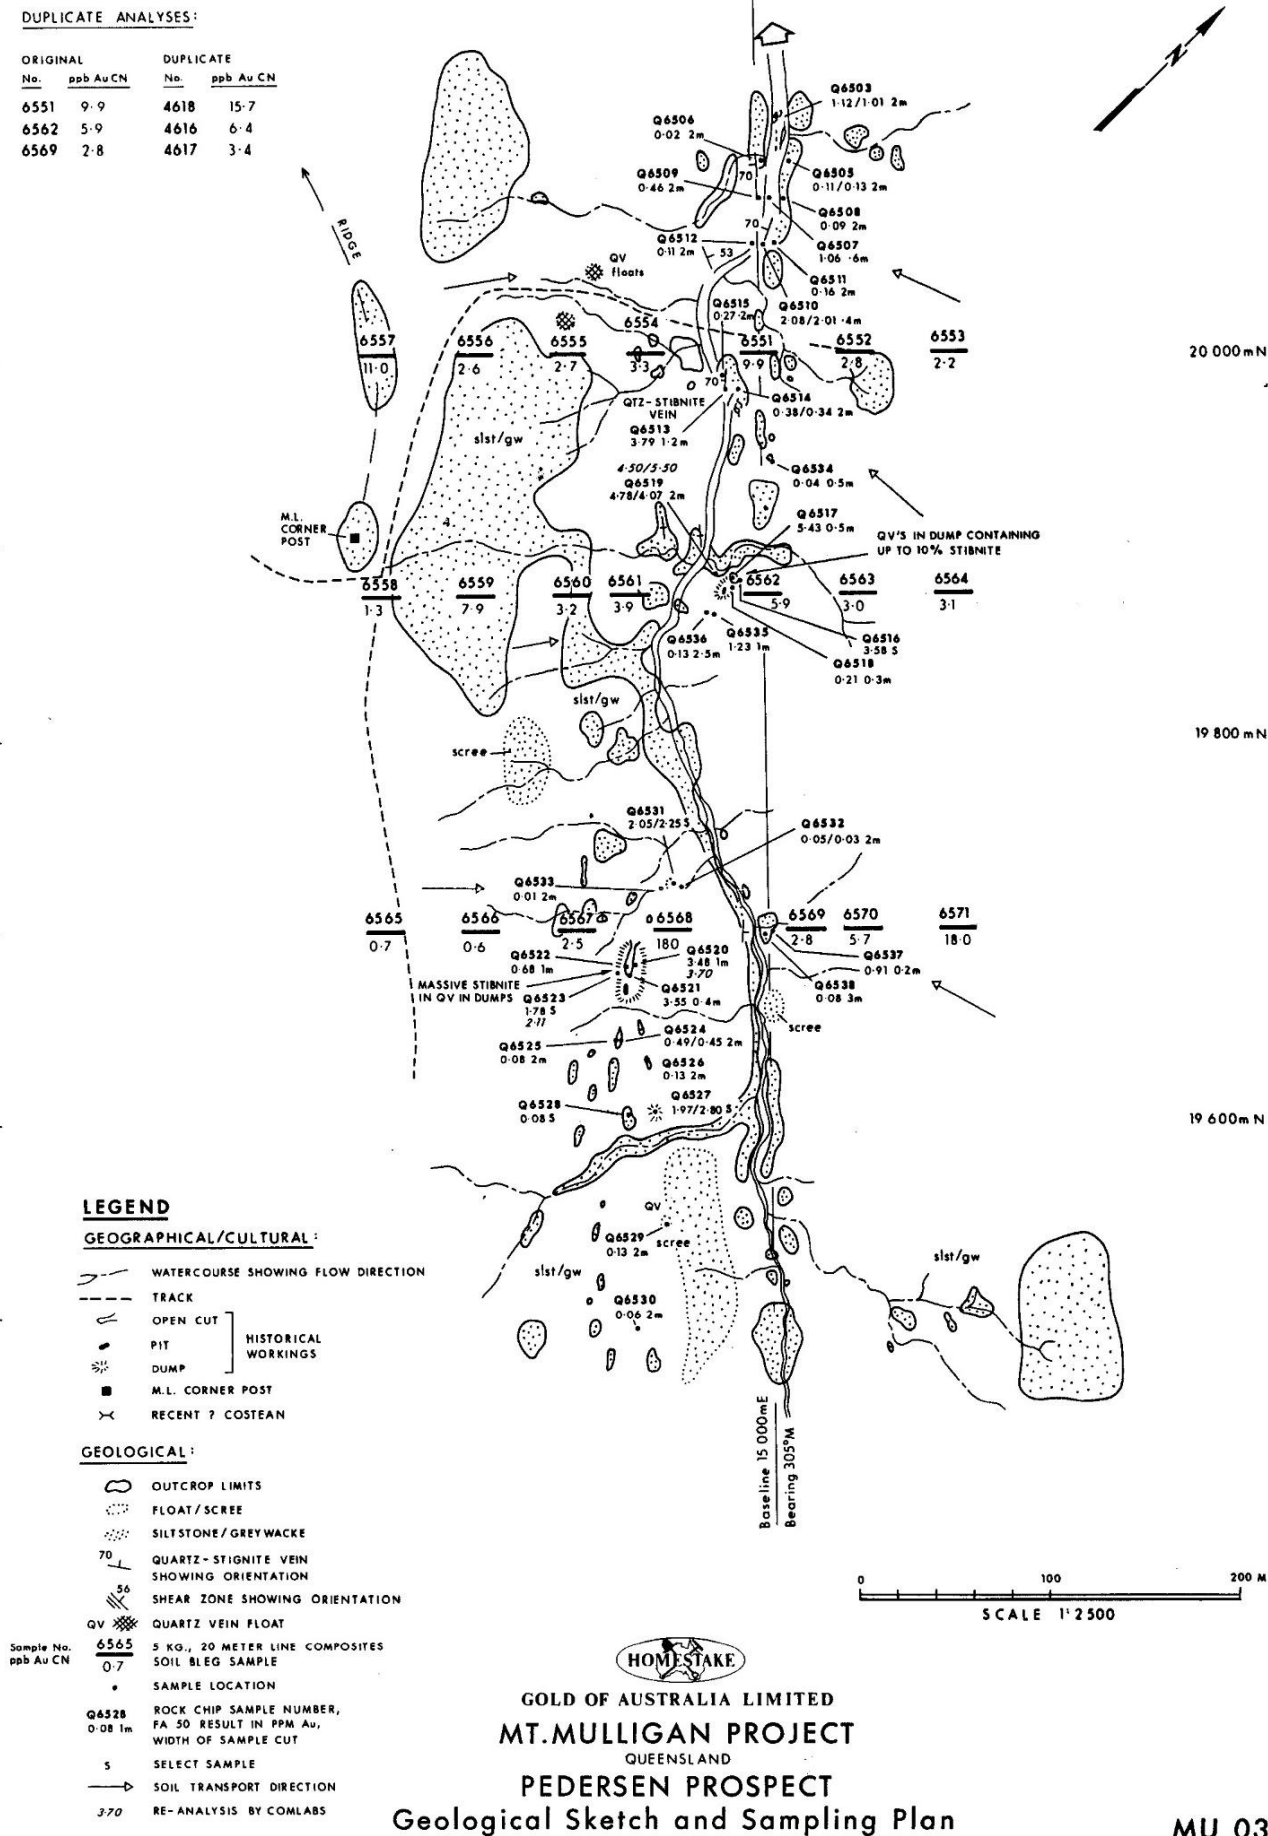 DUPLICATE ANALYSES:
ORIGINAL DUPLICATE
No. ppb Au CN No. ppb Au CN
6551 9·9 4618 15·7
6562 5·9 4616 6·4
6569 2·8 4617 3·4
N
RIDGE
Q6503
1·12/1·01 2m
Q6506
0·02 2m
70
Q6509
0·46 2m
Q6505
0·11/0·13 2m
Q6508
0·09 2m
70
Q6512
0·11 2m
53
Q6507
1·06 ·6m
QV
floats
Q6511
0·16 2m
Q6515
0·27·2m
Q6510
2·08/2·01 ·4m
6557
11·0
6556
2·6
6555
2·7
6554
3·3
6551
9·9
6552
2·8
6553
2·2
20 000mN
70
QTZ-STIBNITE
VEIN
Q6514
0·38/0·34 2m
Q6513
3·79 1·2m
slst/gw
4·50/5·50
Q6519
4·78/4·07 2m
Q6534
0·04 0·5m
Q6517
5·43 0·5m
M.L.
CORNER
POST
QV'S IN DUMP CONTAINING
UP TO 10% STIBNITE
6558
1·3
6559
7·9
6560
3·2
6561
3·9
6562
5·9
6563
3·0
6564
3·1
Q6536
0·13 2·5m
Q6535
1·23 1m
Q6516
3·58 S
Q6518
0·21 0·3m
slst/gw
scree
19 800mN
Q6531
2·05/2·25 S
Q6532
0·05/0·03 2m
Q6533
0·01 2m
6565
0·7
6566
0·6
6567
2·5
6568
180
6569
2·8
6570
5·7
6571
18·0
Q6522
0·68 1m
Q6520
3·48 1m
3·70
Q6537
0·91 0·2m
MASSIVE STIBNITE
IN QV IN DUMPS
Q6523
1·78 S
2·11
Q6521
3·55 0·4m
Q6538
0·08 3m
scree
Q6525
0·08 2m
Q6524
0·49/0·45 2m
Q6526
0·13 2m
Q6528
0·08 S
Q6527
1·97/2·80 S
19 600mN
QV
Q6529
0·13 2m
scree
slst/gw
slst/gw
Q6530
0·06 2m
Baseline 15 000mE
Bearing 305°M
LEGEND
GEOGRAPHICAL/CULTURAL:
WATERCOURSE SHOWING FLOW DIRECTION
TRACK
OPEN CUT
PIT
DUMP
HISTORICAL
WORKINGS
M.L. CORNER POST
RECENT ? COSTEAN
GEOLOGICAL:
OUTCROP LIMITS
FLOAT/SCREE
SILTSTONE/GREYWACKE
70 QUARTZ-STIGNITE VEIN
SHOWING ORIENTATION
56 SHEAR ZONE SHOWING ORIENTATION
QV QUARTZ VEIN FLOAT
Sample No. 6565 5 KG., 20 METER LINE COMPOSITES
ppb Au CN 0·7 SOIL BLEG SAMPLE
SAMPLE LOCATION
Q6528 ROCK CHIP SAMPLE NUMBER,
0·08 1m FA 50 RESULT IN PPM Au,
WIDTH OF SAMPLE CUT
S SELECT SAMPLE
SOIL TRANSPORT DIRECTION
3·70 RE-ANALYSIS BY COMLABS
0 100 200 M
SCALE 1:2500
HOMESTAKE
GOLD OF AUSTRALIA LIMITED
MT.MULLIGAN PROJECT
QUEENSLAND
PEDERSEN PROSPECT
Geological Sketch and Sampling Plan
MU 03